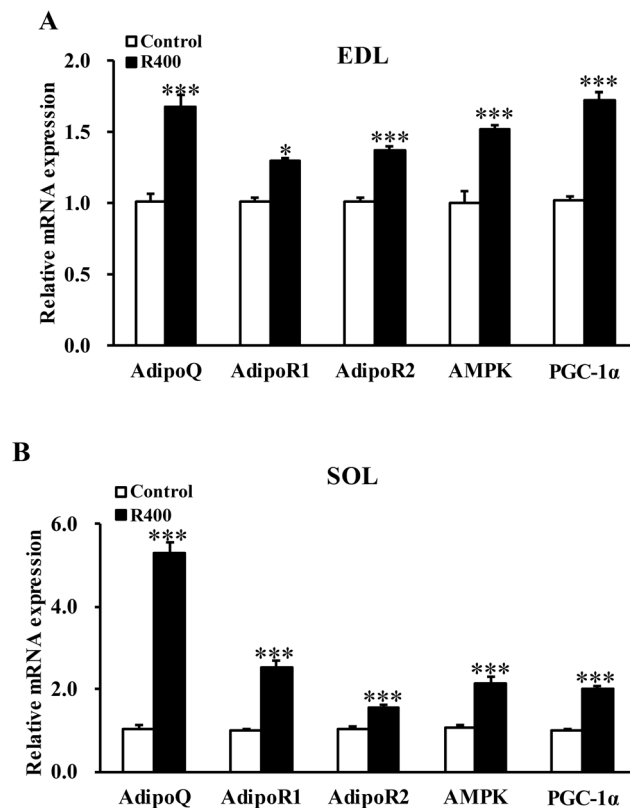 A
Control
R400
EDL
Relative mRNA expression
2.0
1.5
1.0
0.5
0.0
***
*
***
***
***
AdipoQ AdipoR1 AdipoR2 AMPK PGC-1α
B
SOL
Control
R400
Relative mRNA expression
6.0
4.0
2.0
0.0
***
***
***
***
***
AdipoQ AdipoR1 AdipoR2 AMPK PGC-1α